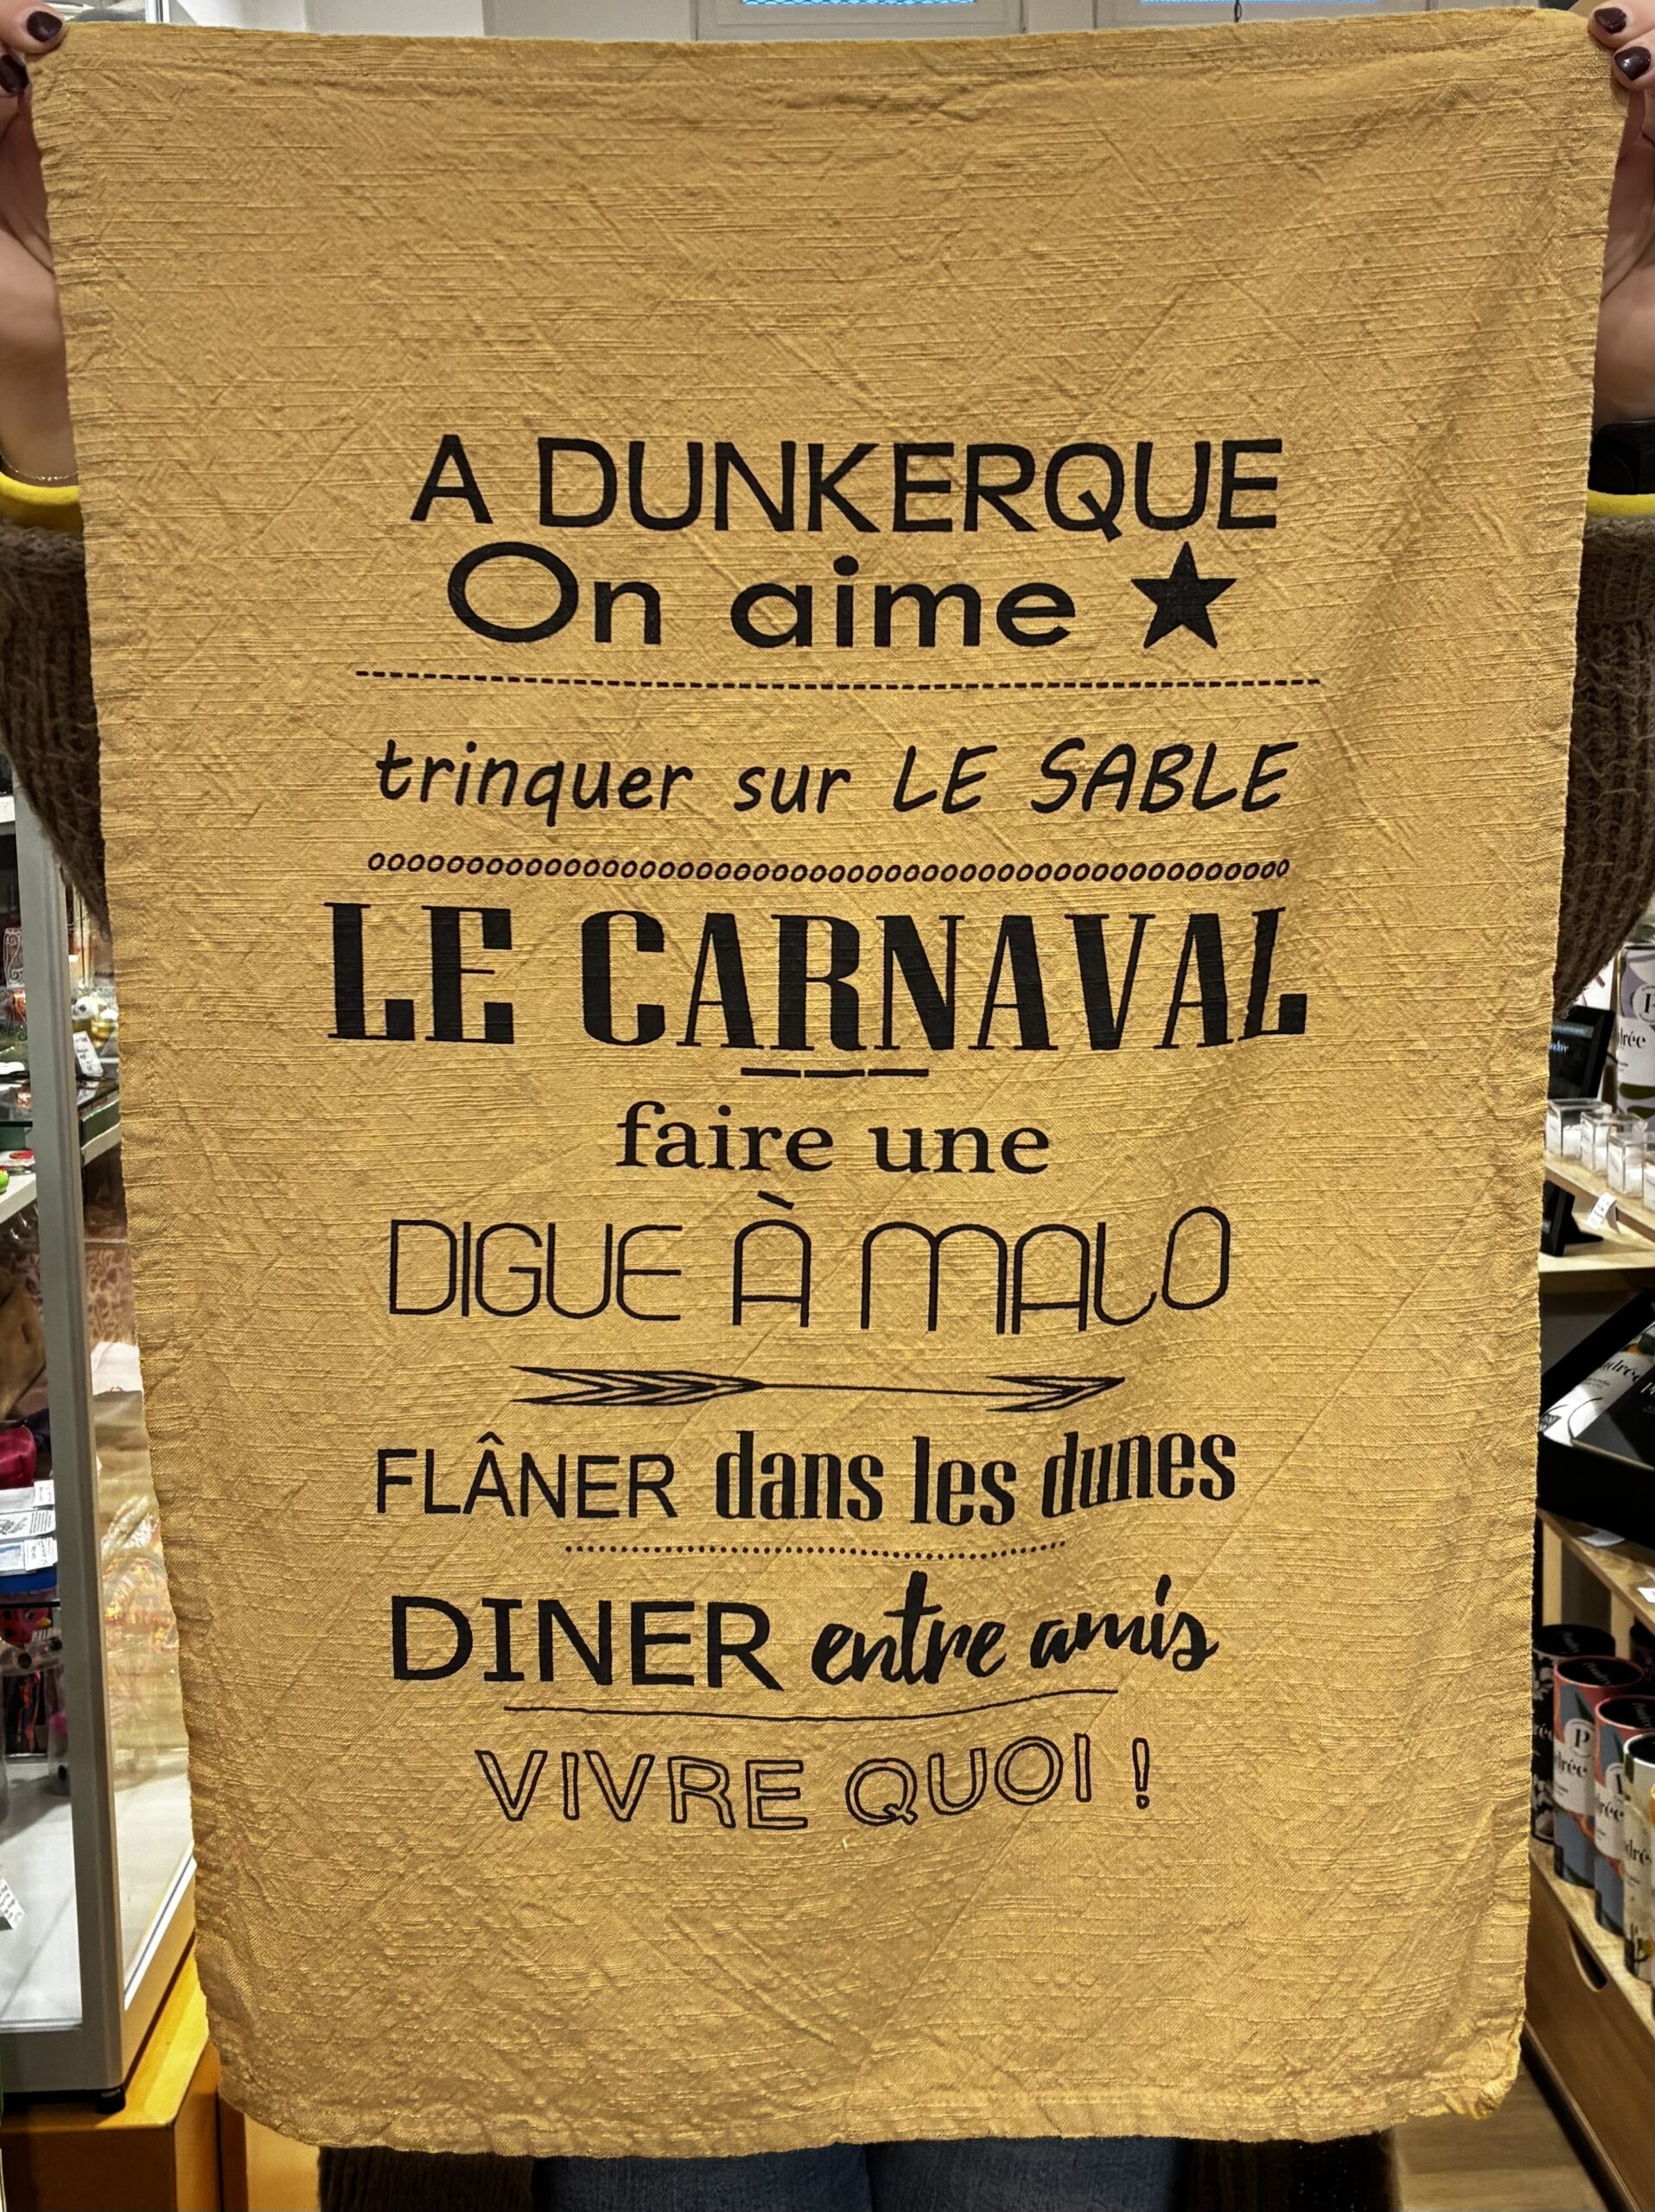 A DUNKERQUE
On aime
trinquer sur LE SABLE
LE CARNAVAL
faire une
DIGUE À MALO
FLÂNER dans les dunes
DINER entre amis
VIVRE QUOI !